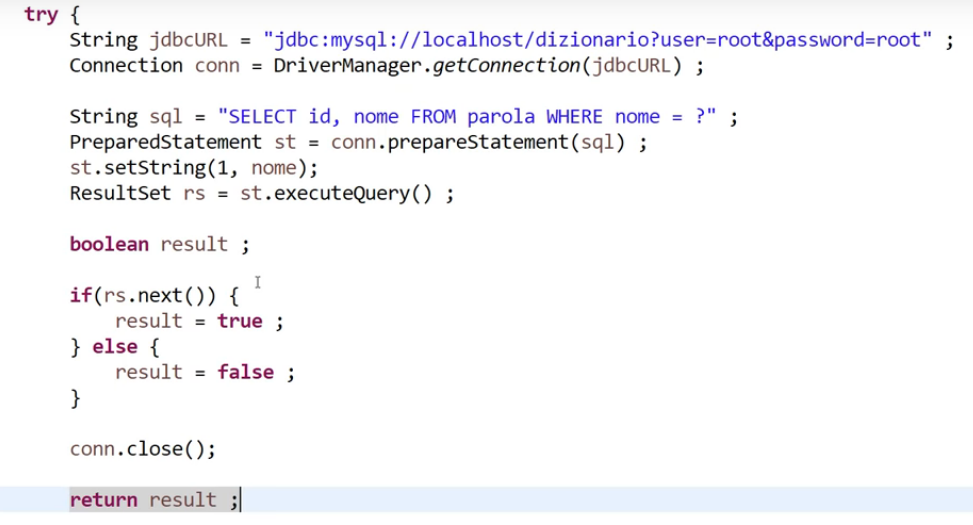 try {
String jdbcURL = "jdbc:mysql://localhost/dizionario?user=root&password=root" ;
Connection conn = DriverManager.getConnection(jdbcURL) ;
String sql = "SELECT id, nome FROM parola WHERE nome = ?" ;
PreparedStatement st = conn.prepareStatement(sql) ;
st.setString(1, nome);
ResultSet rs = st.executeQuery() ;
boolean result ;
if(rs.next()) {
result = true ;
} else {
result = false ;
}
conn.close();
return result ;